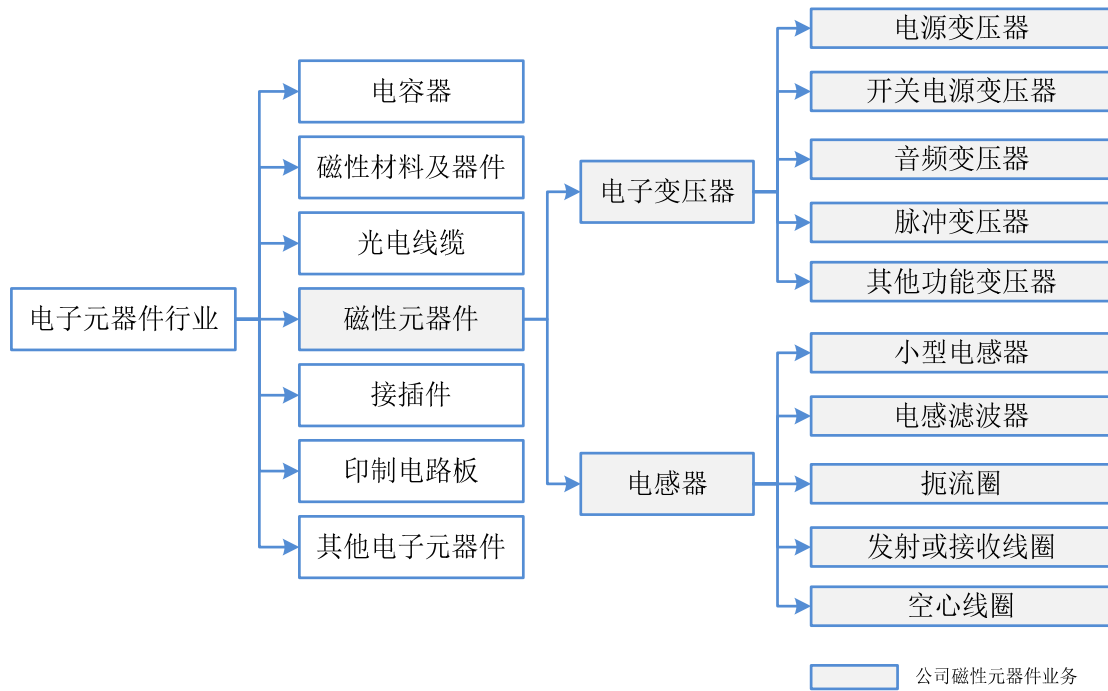 电子元器件行业
电容器
磁性材料及器件
光电线缆
磁性元器件
接插件
印制电路板
其他电子元器件
电子变压器
电感器
电源变压器
开关电源变压器
音频变压器
脉冲变压器
其他功能变压器
小型电感器
电感滤波器
扼流圈
发射或接收线圈
空心线圈
公司磁性元器件业务